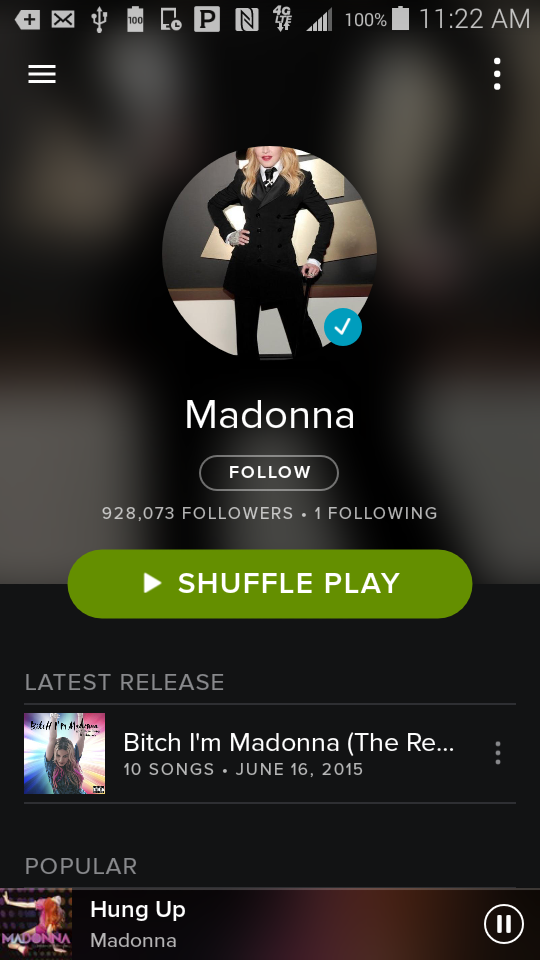 100
4G
LTE
100%
11:22 AM
Madonna
FOLLOW
928,073 FOLLOWERS • 1 FOLLOWING
SHUFFLE PLAY
LATEST RELEASE
Bitch I'm Madonna
Bitch I'm Madonna (The Re...
10 SONGS • JUNE 16, 2015
POPULAR
MADONNA
Hung Up
Madonna